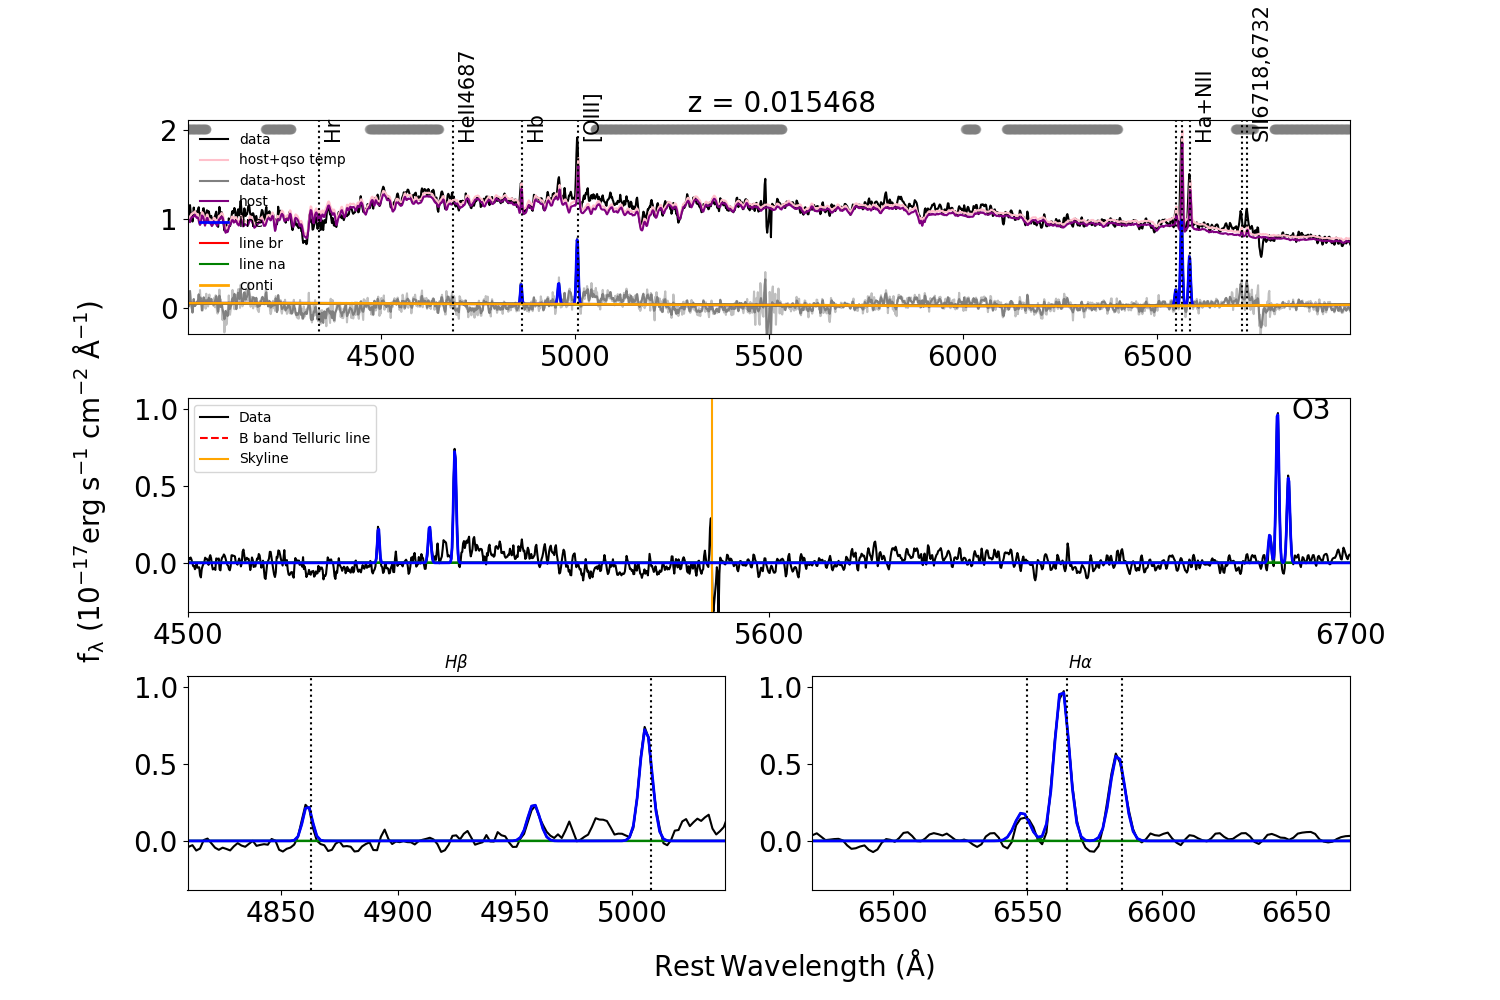 z = 0.015468
Hr
HeII4687
Hb
[OIII]
Ha+NII
SII6718,6732
2
1
0
data
host+qso temp
data-host
host
line br
line na
conti
4500 5000 5500 6000 6500
fλ (10⁻¹⁷erg s⁻¹ cm⁻² Å⁻¹)
1.0
0.5
0.0
Data
B band Telluric line
Skyline
O3
4500 5600 6700
Hβ
1.0
0.5
0.0
4850 4900 4950 5000
Hα
1.0
0.5
0.0
6500 6550 6600 6650
Rest Wavelength (Å)